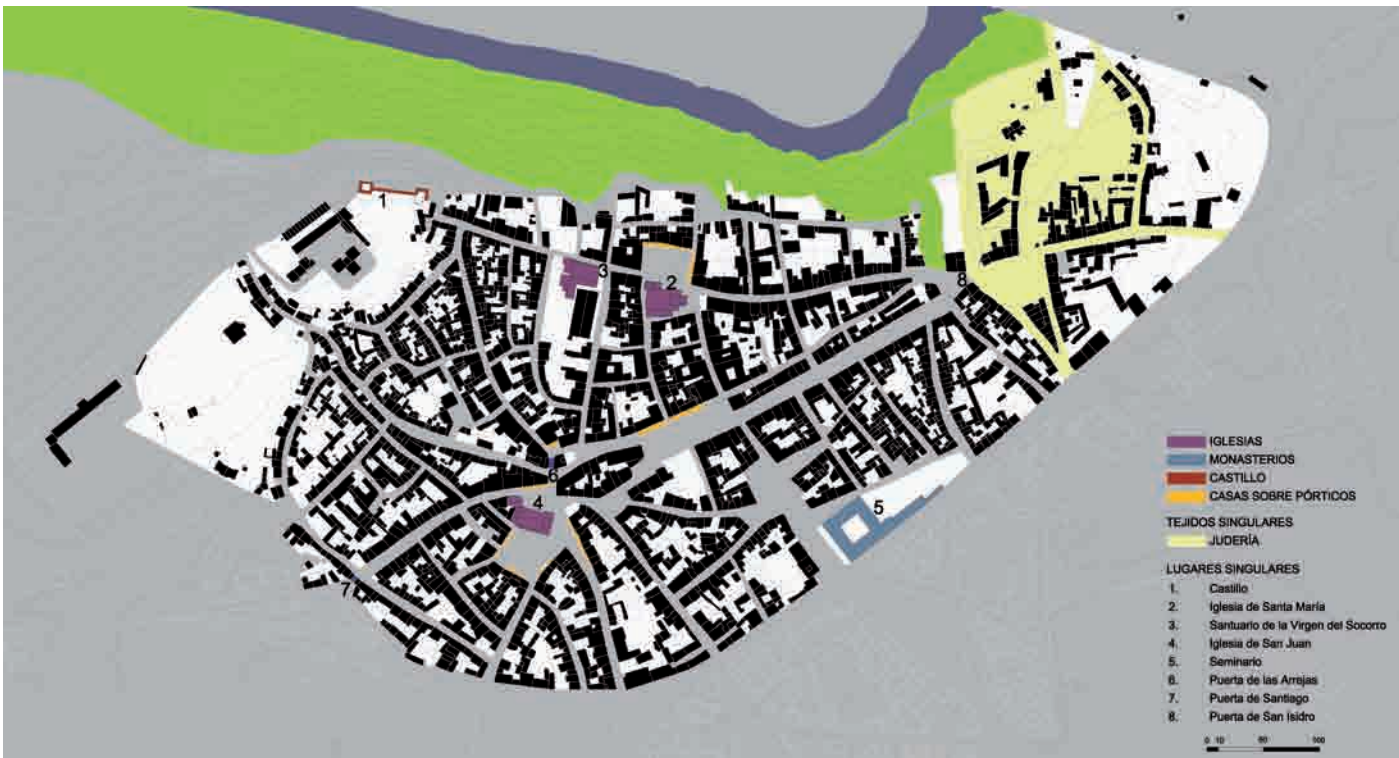 1
2
3
4
5
6
7
8
IGLESIAS
MONASTERIOS
CASTILLO
CASAS SOBRE PÓRTICOS
TEJIDOS SINGULARES
JUDERÍA
LUGARES SINGULARES
1. Castillo
2. Iglesia de Santa María
3. Santuario de la Virgen del Socorro
4. Iglesia de San Juan
5. Seminario
6. Puerta de las Arrejas
7. Puerta de Santiago
8. Puerta de San Isidro
0 10 50 100